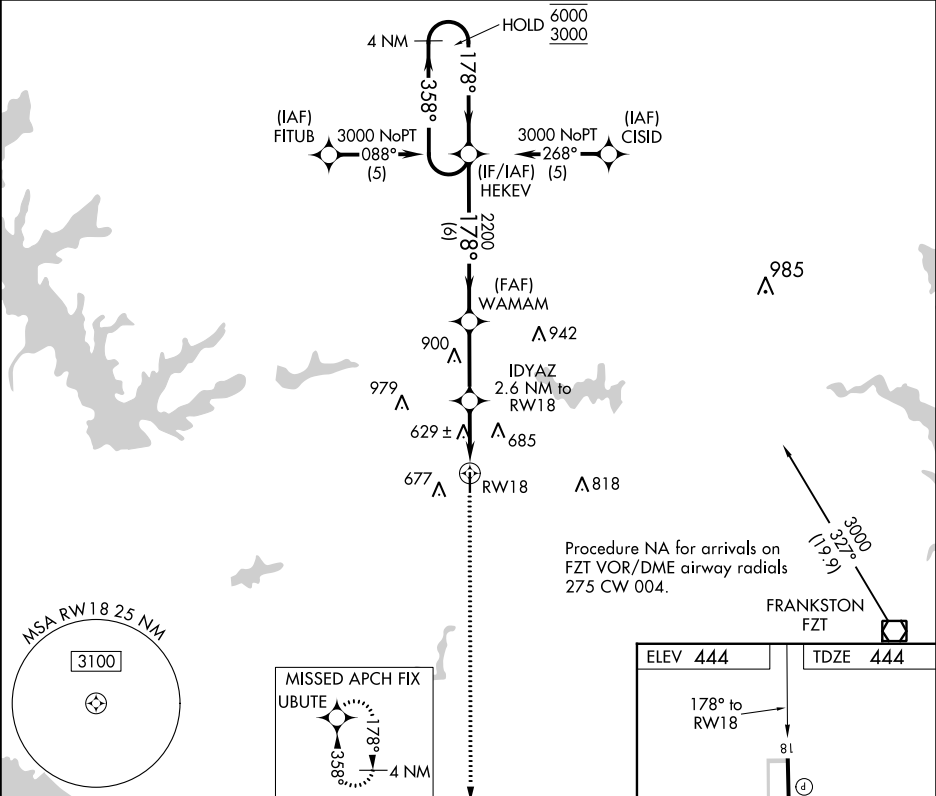 HOLD 6000
3000
4 NM
178°
358°
(IAF)
FITUB
3000 NoPT
088°
(5)
3000 NoPT
268°
(5)
(IAF)
CISID
(IF/IAF)
HEKEV
2200
178°
(6)
(FAF)
WAMAM
985
942
900
IDYAZ
2.6 NM to
RW18
979
629 ±
685
677
RW18
818
3000
327°
(19.9)
Procedure NA for arrivals on
FZT VOR/DME airway radials
275 CW 004.
FRANKSTON
FZT
MSA RW18 25 NM
3100
MISSED APCH FIX
UBUTE
178°
358°
4 NM
ELEV 444
TDZE 444
178° to
RW18
18
P